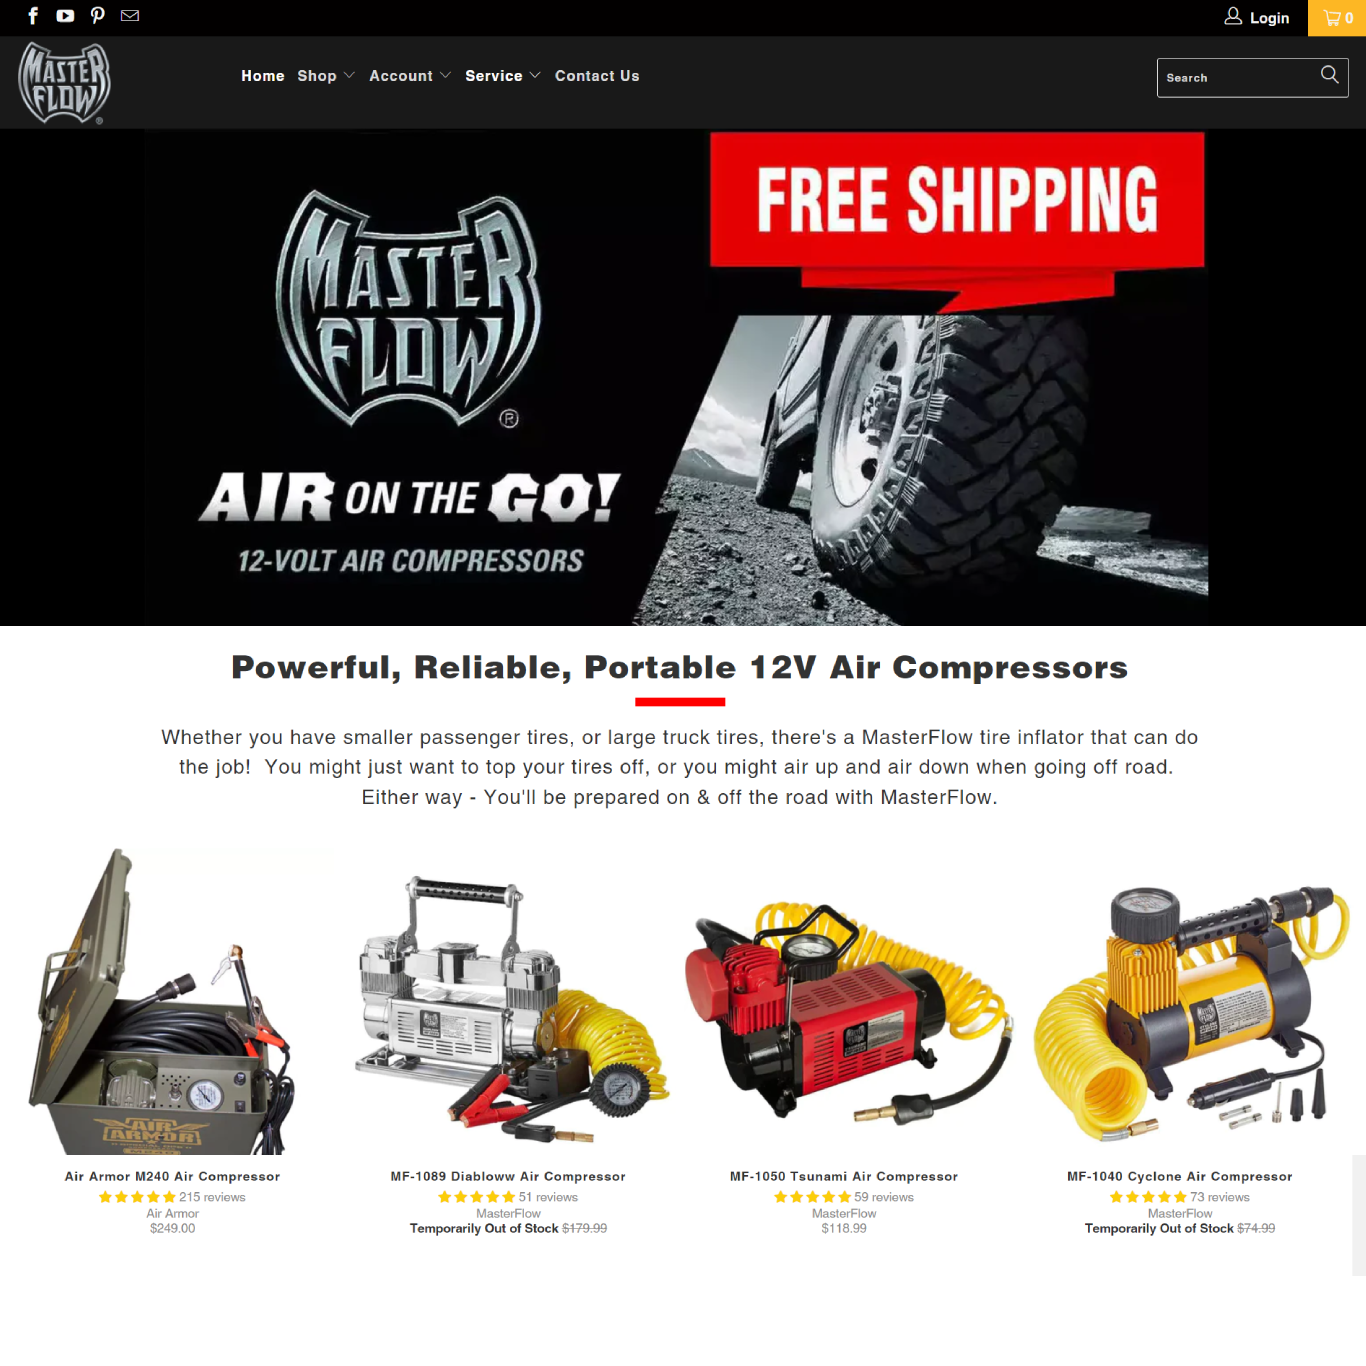 Login
0
MASTER
FLOW
®
Home Shop Account Service Contact Us
Search
FREE SHIPPING
MASTER
FLOW
®
AIR ON THE GO!
12-VOLT AIR COMPRESSORS
Powerful, Reliable, Portable 12V Air Compressors
Whether you have smaller passenger tires, or large truck tires, there's a MasterFlow tire inflator that can do
the job!  You might just want to top your tires off, or you might air up and air down when going off road.
Either way - You'll be prepared on & off the road with MasterFlow.
AIR
ARMOR
Air Armor M240 Air Compressor
215 reviews
Air Armor
$249.00
MF-1089 Diabloww Air Compressor
51 reviews
MasterFlow
Temporarily Out of Stock $179.99
MF-1050 Tsunami Air Compressor
59 reviews
MasterFlow
$118.99
MF-1040 Cyclone Air Compressor
73 reviews
MasterFlow
Temporarily Out of Stock $74.99